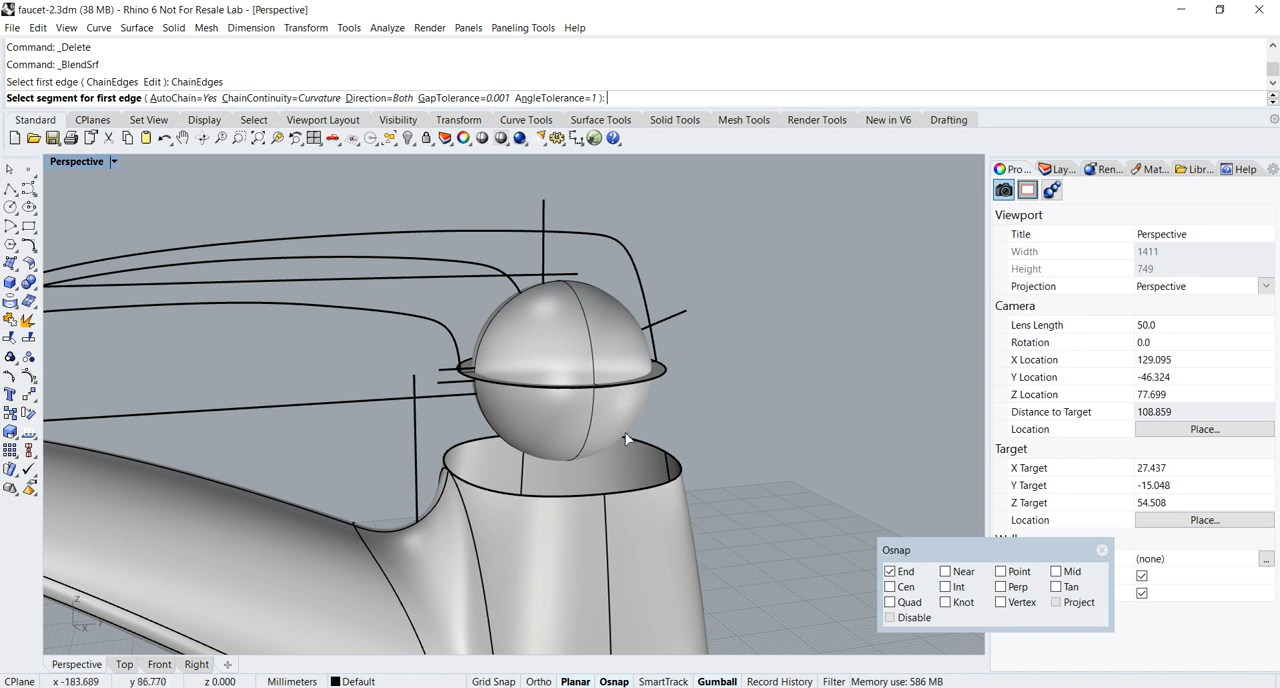 faucet-2.3dm (38 MB) - Rhino 6 Not For Resale Lab - [Perspective]
File Edit View Curve Surface Solid Mesh Dimension Transform Tools Analyze Render Panels Paneling Tools Help
Command: _Delete
Command: _BlendSrf
Select first edge ( ChainEdges Edit ): ChainEdges
Select segment for first edge ( AutoChain=Yes ChainContinuity=Curvature Direction=Both GapTolerance=0.001 AngleTolerance=1 ):
Standard CPlanes Set View Display Select Viewport Layout Visibility Transform Curve Tools Surface Tools Solid Tools Mesh Tools Render Tools New in V6 Drafting
Perspective
Pro... Lay... Ren... Mat... Libr... Help
Viewport
Title Perspective
Width 1411
Height 749
Projection Perspective
Camera
Lens Length 50.0
Rotation 0.0
X Location 129.095
Y Location -46.324
Z Location 77.699
Distance to Target 108.859
Location Place...
Target
X Target 27.437
Y Target -15.048
Z Target 54.508
Location Place...
(none) ...
Osnap
End Near Point Mid
Cen Int Perp Tan
Quad Knot Vertex Project
Disable
z
x
Perspective Top Front Right
CPlane x -183.689 y 86.770 z 0.000 Millimeters Default Grid Snap Ortho Planar Osnap SmartTrack Gumball Record History Filter Memory use: 586 MB